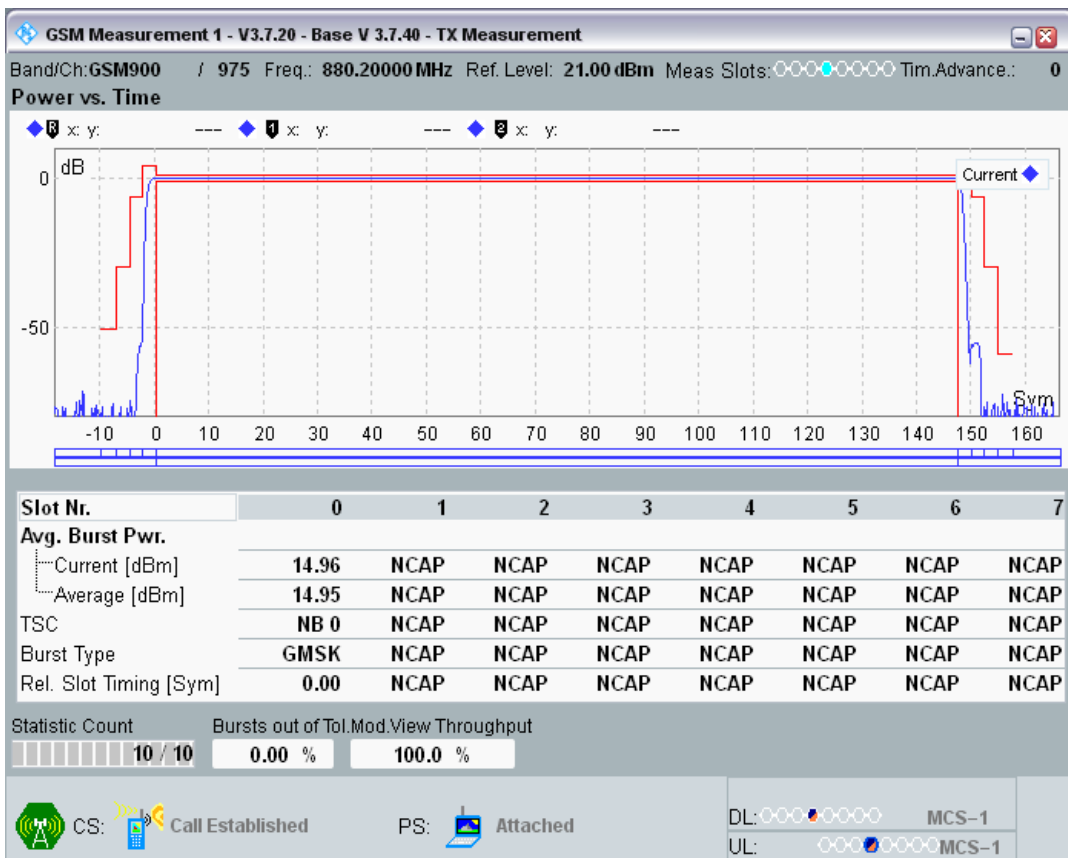 GSM Measurement 1 - V3.7.20 - Base V 3.7.40 - TX Measurement
Band/Ch:GSM900 / 975 Freq.: 880.20000 MHz Ref. Level: 21.00 dBm Meas Slots: Tim.Advance.: 0
Power vs. Time
R x: y: --- 1 x: y: --- 2 x: y: ---
dB
Current
0
-50
Sym
-10 0 10 20 30 40 50 60 70 80 90 100 110 120 130 140 150 160
Slot Nr. 0 1 2 3 4 5 6 7
Avg. Burst Pwr.
Current [dBm] 14.96 NCAP NCAP NCAP NCAP NCAP NCAP NCAP
Average [dBm] 14.95 NCAP NCAP NCAP NCAP NCAP NCAP NCAP
TSC NB 0 NCAP NCAP NCAP NCAP NCAP NCAP NCAP
Burst Type GMSK NCAP NCAP NCAP NCAP NCAP NCAP NCAP
Rel. Slot Timing [Sym] 0.00 NCAP NCAP NCAP NCAP NCAP NCAP NCAP
Statistic Count Bursts out of Tol.Mod.View Throughput
10 / 10 0.00 % 100.0 %
CS: Call Established PS: Attached
DL: MCS-1
UL: MCS-1